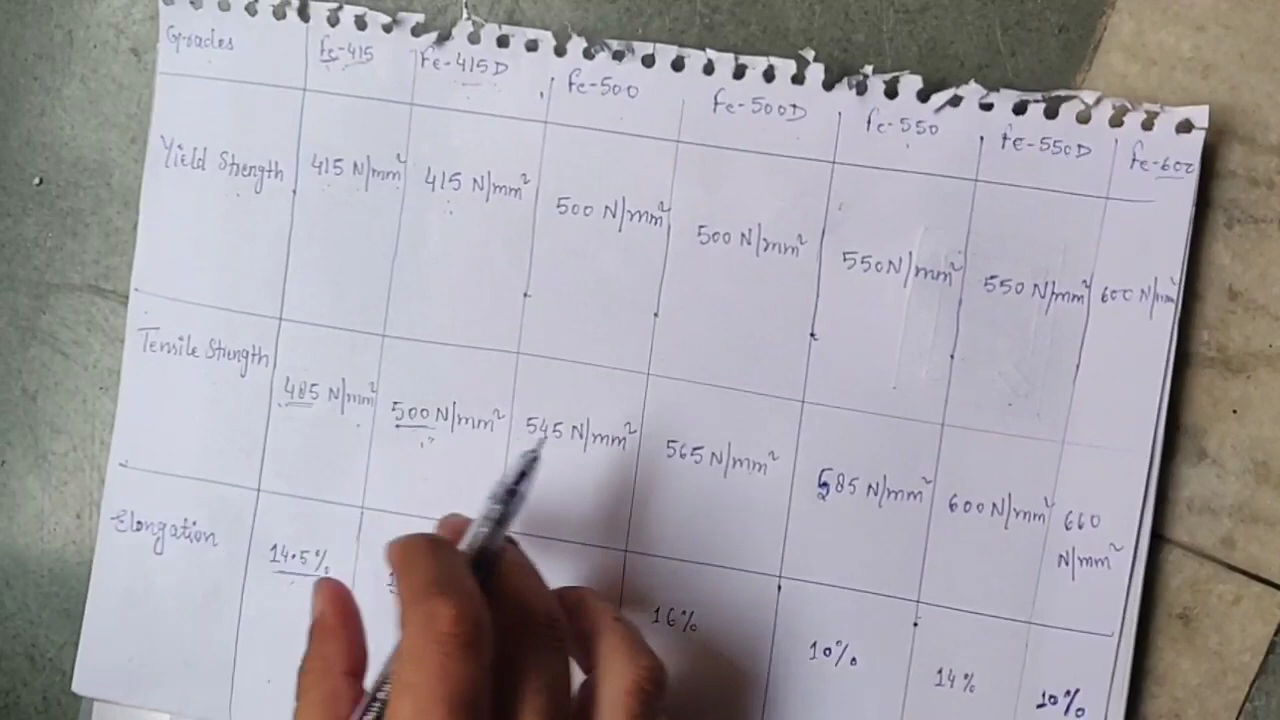 Grades Fe-415 Fe-415D Fe-500 Fe-500D Fe-550 Fe-550D Fe-600
Yield Strength 415 N/mm² 415 N/mm² 500 N/mm² 500 N/mm² 550N/mm² 550 N/mm² 600 N/mm²
Tensile Strength 485 N/mm² 500 N/mm² 545 N/mm² 565 N/mm² 585 N/mm² 600 N/mm² 660
N/mm²
Elongation 14.5% 16% 10% 14% 10%